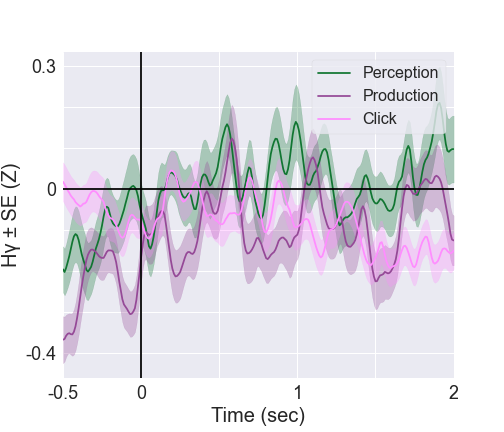 0.3
0
-0.4
-0.5
0
1
2
Hγ ± SE (Z)
Time (sec)
Perception
Production
Click